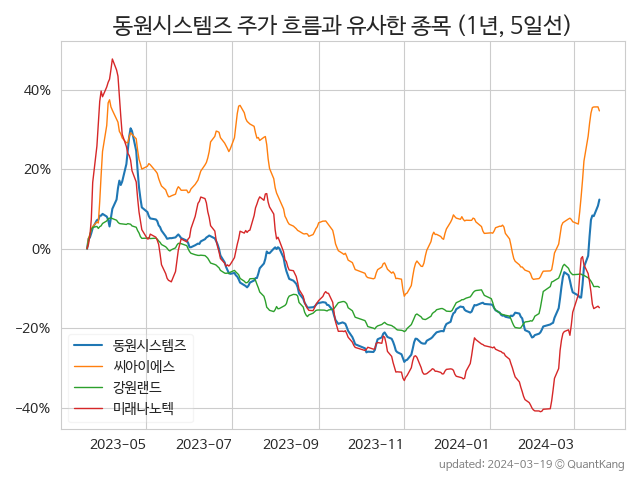 동원시스템즈 주가 흐름과 유사한 종목 (1년, 5일선)
40%
20%
0%
−20%
−40%
동원시스템즈
씨아이에스
강원랜드
미래나노텍
2023-05 2023-07 2023-09 2023-11 2024-01 2024-03
updated: 2024-03-19 © QuantKang